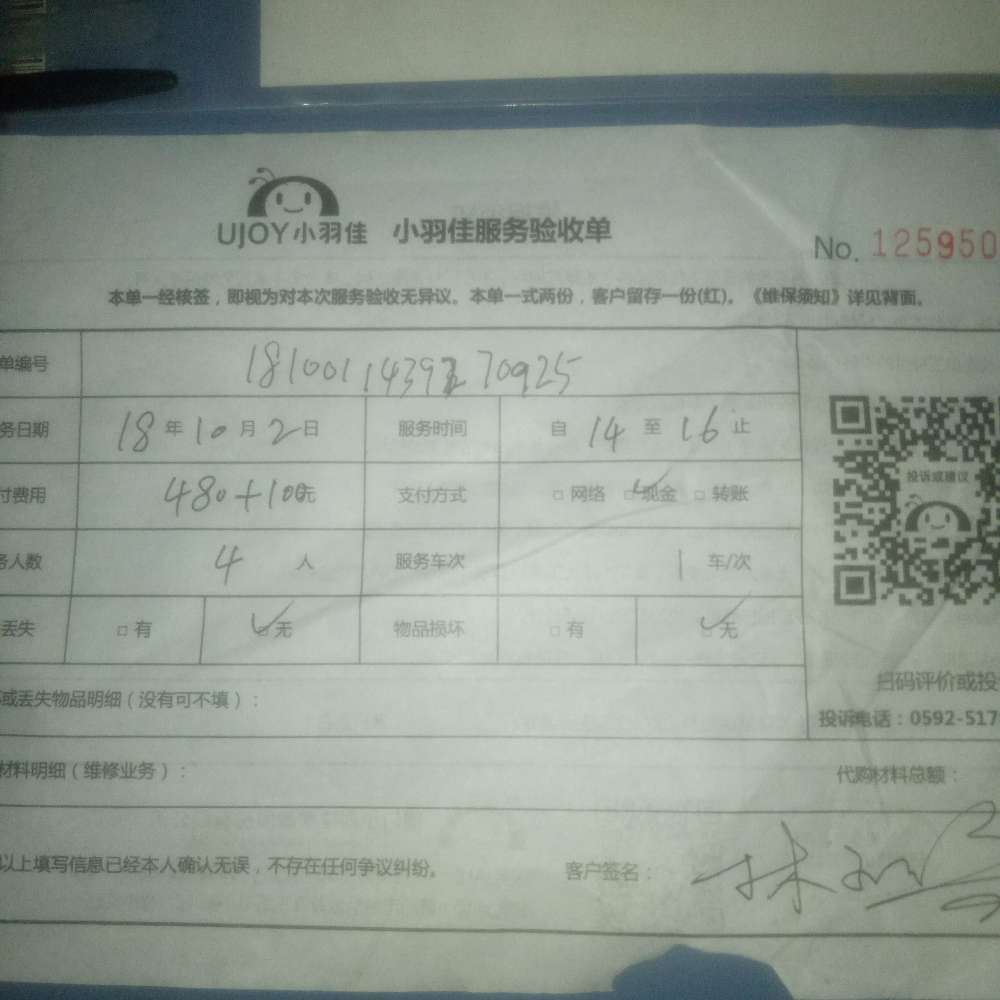 UJOY小羽佳 小羽佳服务验收单
No. 125950
本单一经核签，即视为对本次服务验收无异议。本单一式两份，客户留存一份(红)。《维保须知》详见背面。
单编号
务日期 18年10月2日 服务时间 自 14 至 16 止
付费用 480+100元 支付方式 □ 网络 □ 现金 □ 转账
投诉或建议
务人数 4 人 服务车次 1 车/次
丢失 □ 有 □ 无 物品损坏 □ 有 □ 无
或丢失物品明细（没有可不填）：
扫码评价或投
投诉电话：0592-517
材料明细（维修业务）： 代购材料总额：
以上填写信息已经本人确认无误，不存在任何争议纠纷。 客户签名： 林